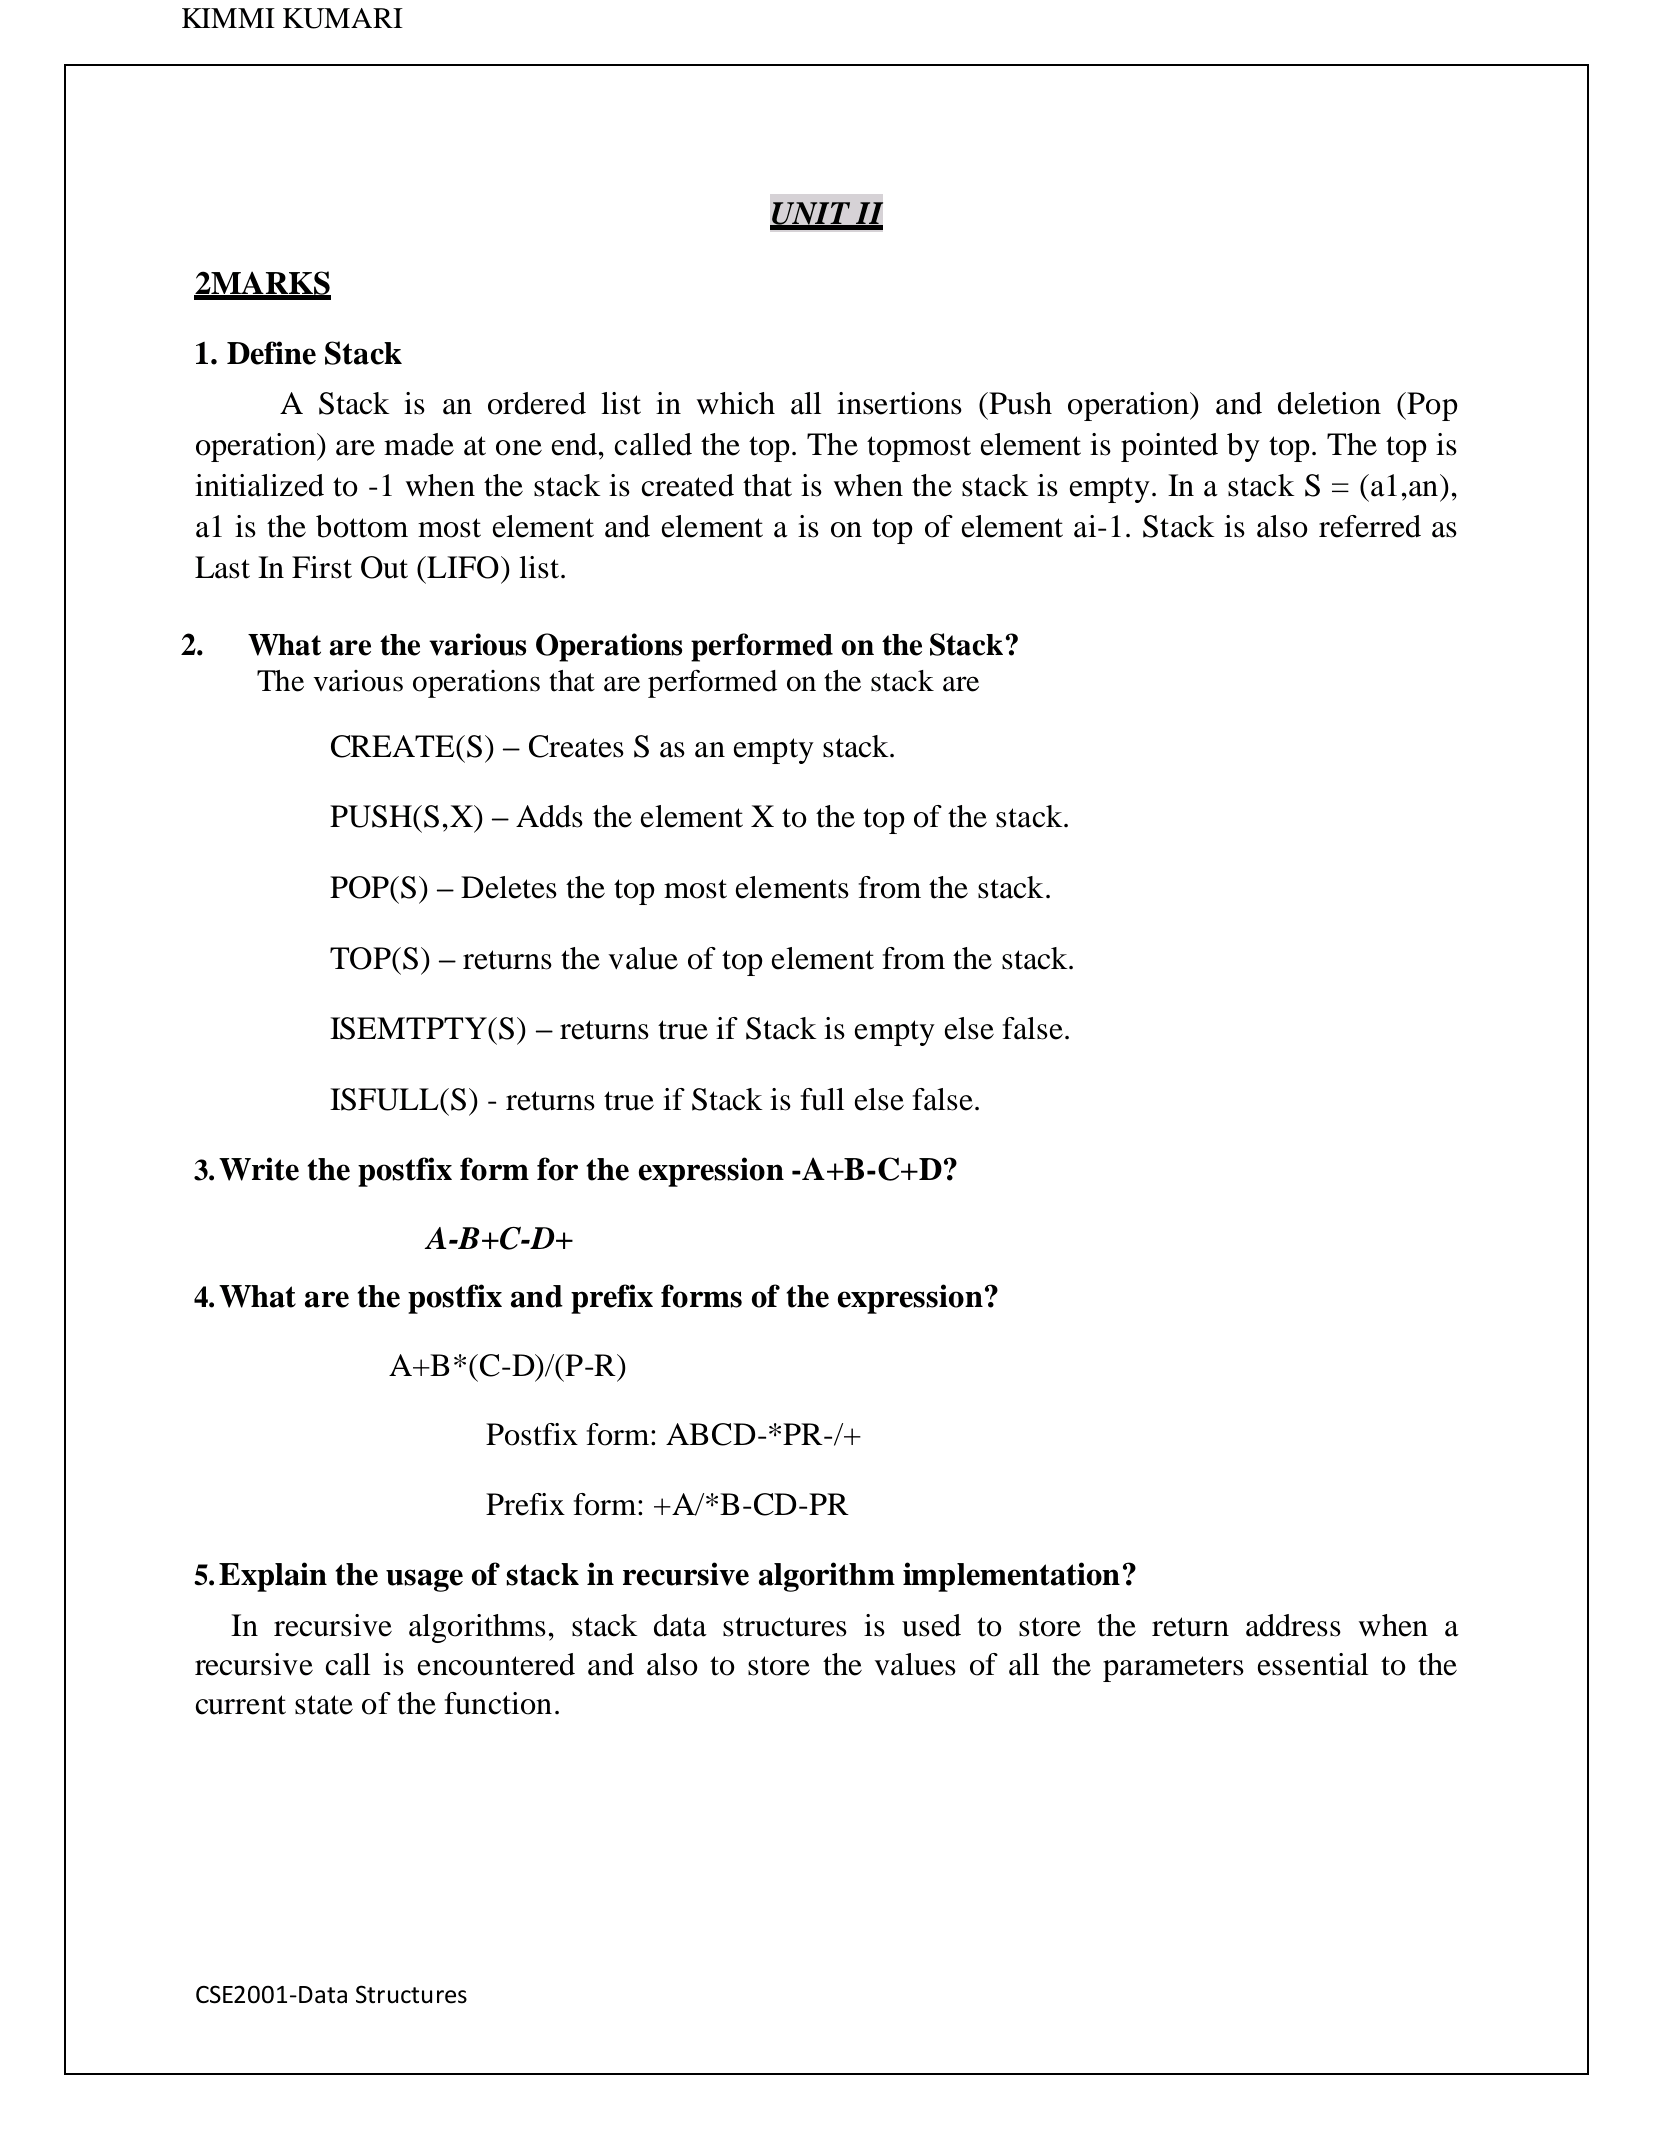 KIMMI KUMARI
UNIT II
2MARKS
1. Define Stack
A Stack is an ordered list in which all insertions (Push operation) and deletion (Pop
operation) are made at one end, called the top. The topmost element is pointed by top. The top is
initialized to -1 when the stack is created that is when the stack is empty. In a stack S = (a1,an),
a1 is the bottom most element and element a is on top of element ai-1. Stack is also referred as
Last In First Out (LIFO) list.
2. What are the various Operations performed on the Stack?
The various operations that are performed on the stack are
CREATE(S) – Creates S as an empty stack.
PUSH(S,X) – Adds the element X to the top of the stack.
POP(S) – Deletes the top most elements from the stack.
TOP(S) – returns the value of top element from the stack.
ISEMTPTY(S) – returns true if Stack is empty else false.
ISFULL(S) - returns true if Stack is full else false.
3. Write the postfix form for the expression -A+B-C+D?
A-B+C-D+
4. What are the postfix and prefix forms of the expression?
A+B*(C-D)/(P-R)
Postfix form: ABCD-*PR-/+
Prefix form: +A/*B-CD-PR
5. Explain the usage of stack in recursive algorithm implementation?
In recursive algorithms, stack data structures is used to store the return address when a
recursive call is encountered and also to store the values of all the parameters essential to the
current state of the function.
CSE2001-Data Structures